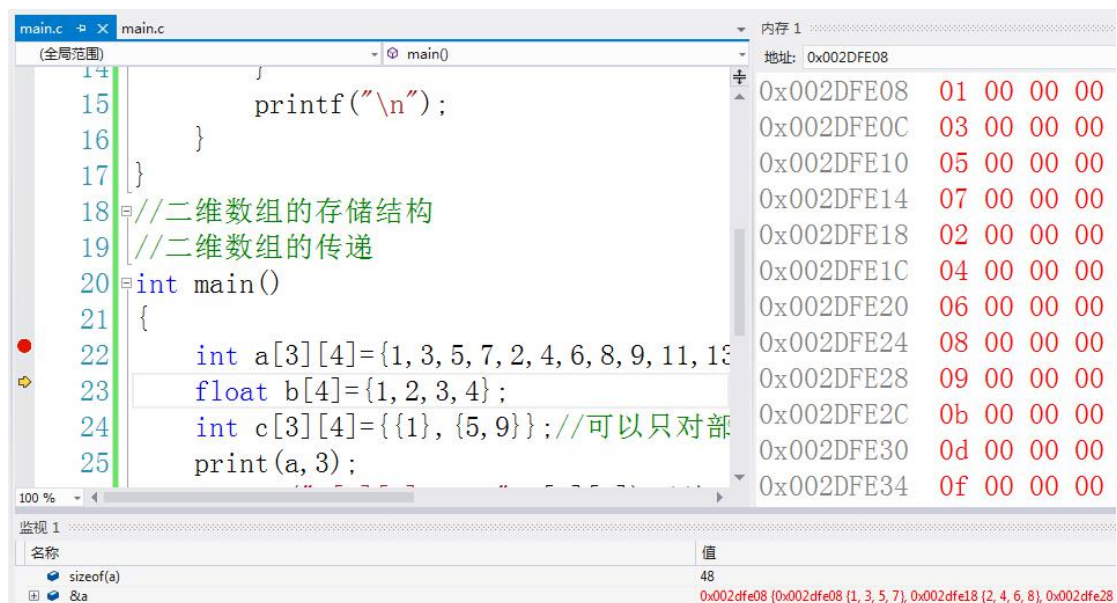 main.c main.c
(全局范围) main()
14 }
15 printf("\n");
16 }
17 }
18 //二维数组的存储结构
19 //二维数组的传递
20 int main()
21 {
22 int a[3][4]={1,3,5,7,2,4,6,8,9,11,13
23 float b[4]={1,2,3,4};
24 int c[3][4]={{1},{5,9}};//可以只对部
25 print(a,3);
100 %
内存 1
地址: 0x002DFE08
0x002DFE08 01 00 00 00
0x002DFE0C 03 00 00 00
0x002DFE10 05 00 00 00
0x002DFE14 07 00 00 00
0x002DFE18 02 00 00 00
0x002DFE1C 04 00 00 00
0x002DFE20 06 00 00 00
0x002DFE24 08 00 00 00
0x002DFE28 09 00 00 00
0x002DFE2C 0b 00 00 00
0x002DFE30 0d 00 00 00
0x002DFE34 0f 00 00 00
监视 1
名称 值
sizeof(a) 48
&a 0x002dfe08 {0x002dfe08 {1, 3, 5, 7}, 0x002dfe18 {2, 4, 6, 8}, 0x002dfe28